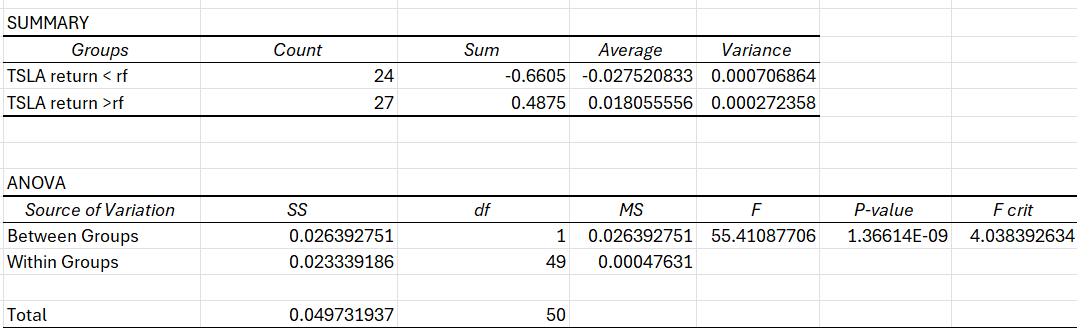 SUMMARY
Groups Count Sum Average Variance
TSLA return < rf 24 -0.6605 -0.027520833 0.000706864
TSLA return >rf 27 0.4875 0.018055556 0.000272358
ANOVA
Source of Variation SS df MS F P-value F crit
Between Groups 0.026392751 1 0.026392751 55.41087706 1.36614E-09 4.038392634
Within Groups 0.023339186 49 0.00047631
Total 0.049731937 50